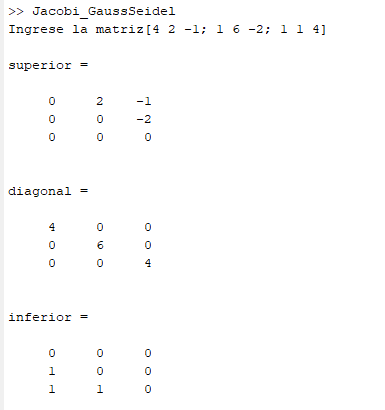 >> Jacobi_GaussSeidel
Ingrese la matriz[4 2 -1; 1 6 -2; 1 1 4]
superior =
0 2 -1
0 0 -2
0 0 0
diagonal =
4 0 0
0 6 0
0 0 4
inferior =
0 0 0
1 0 0
1 1 0